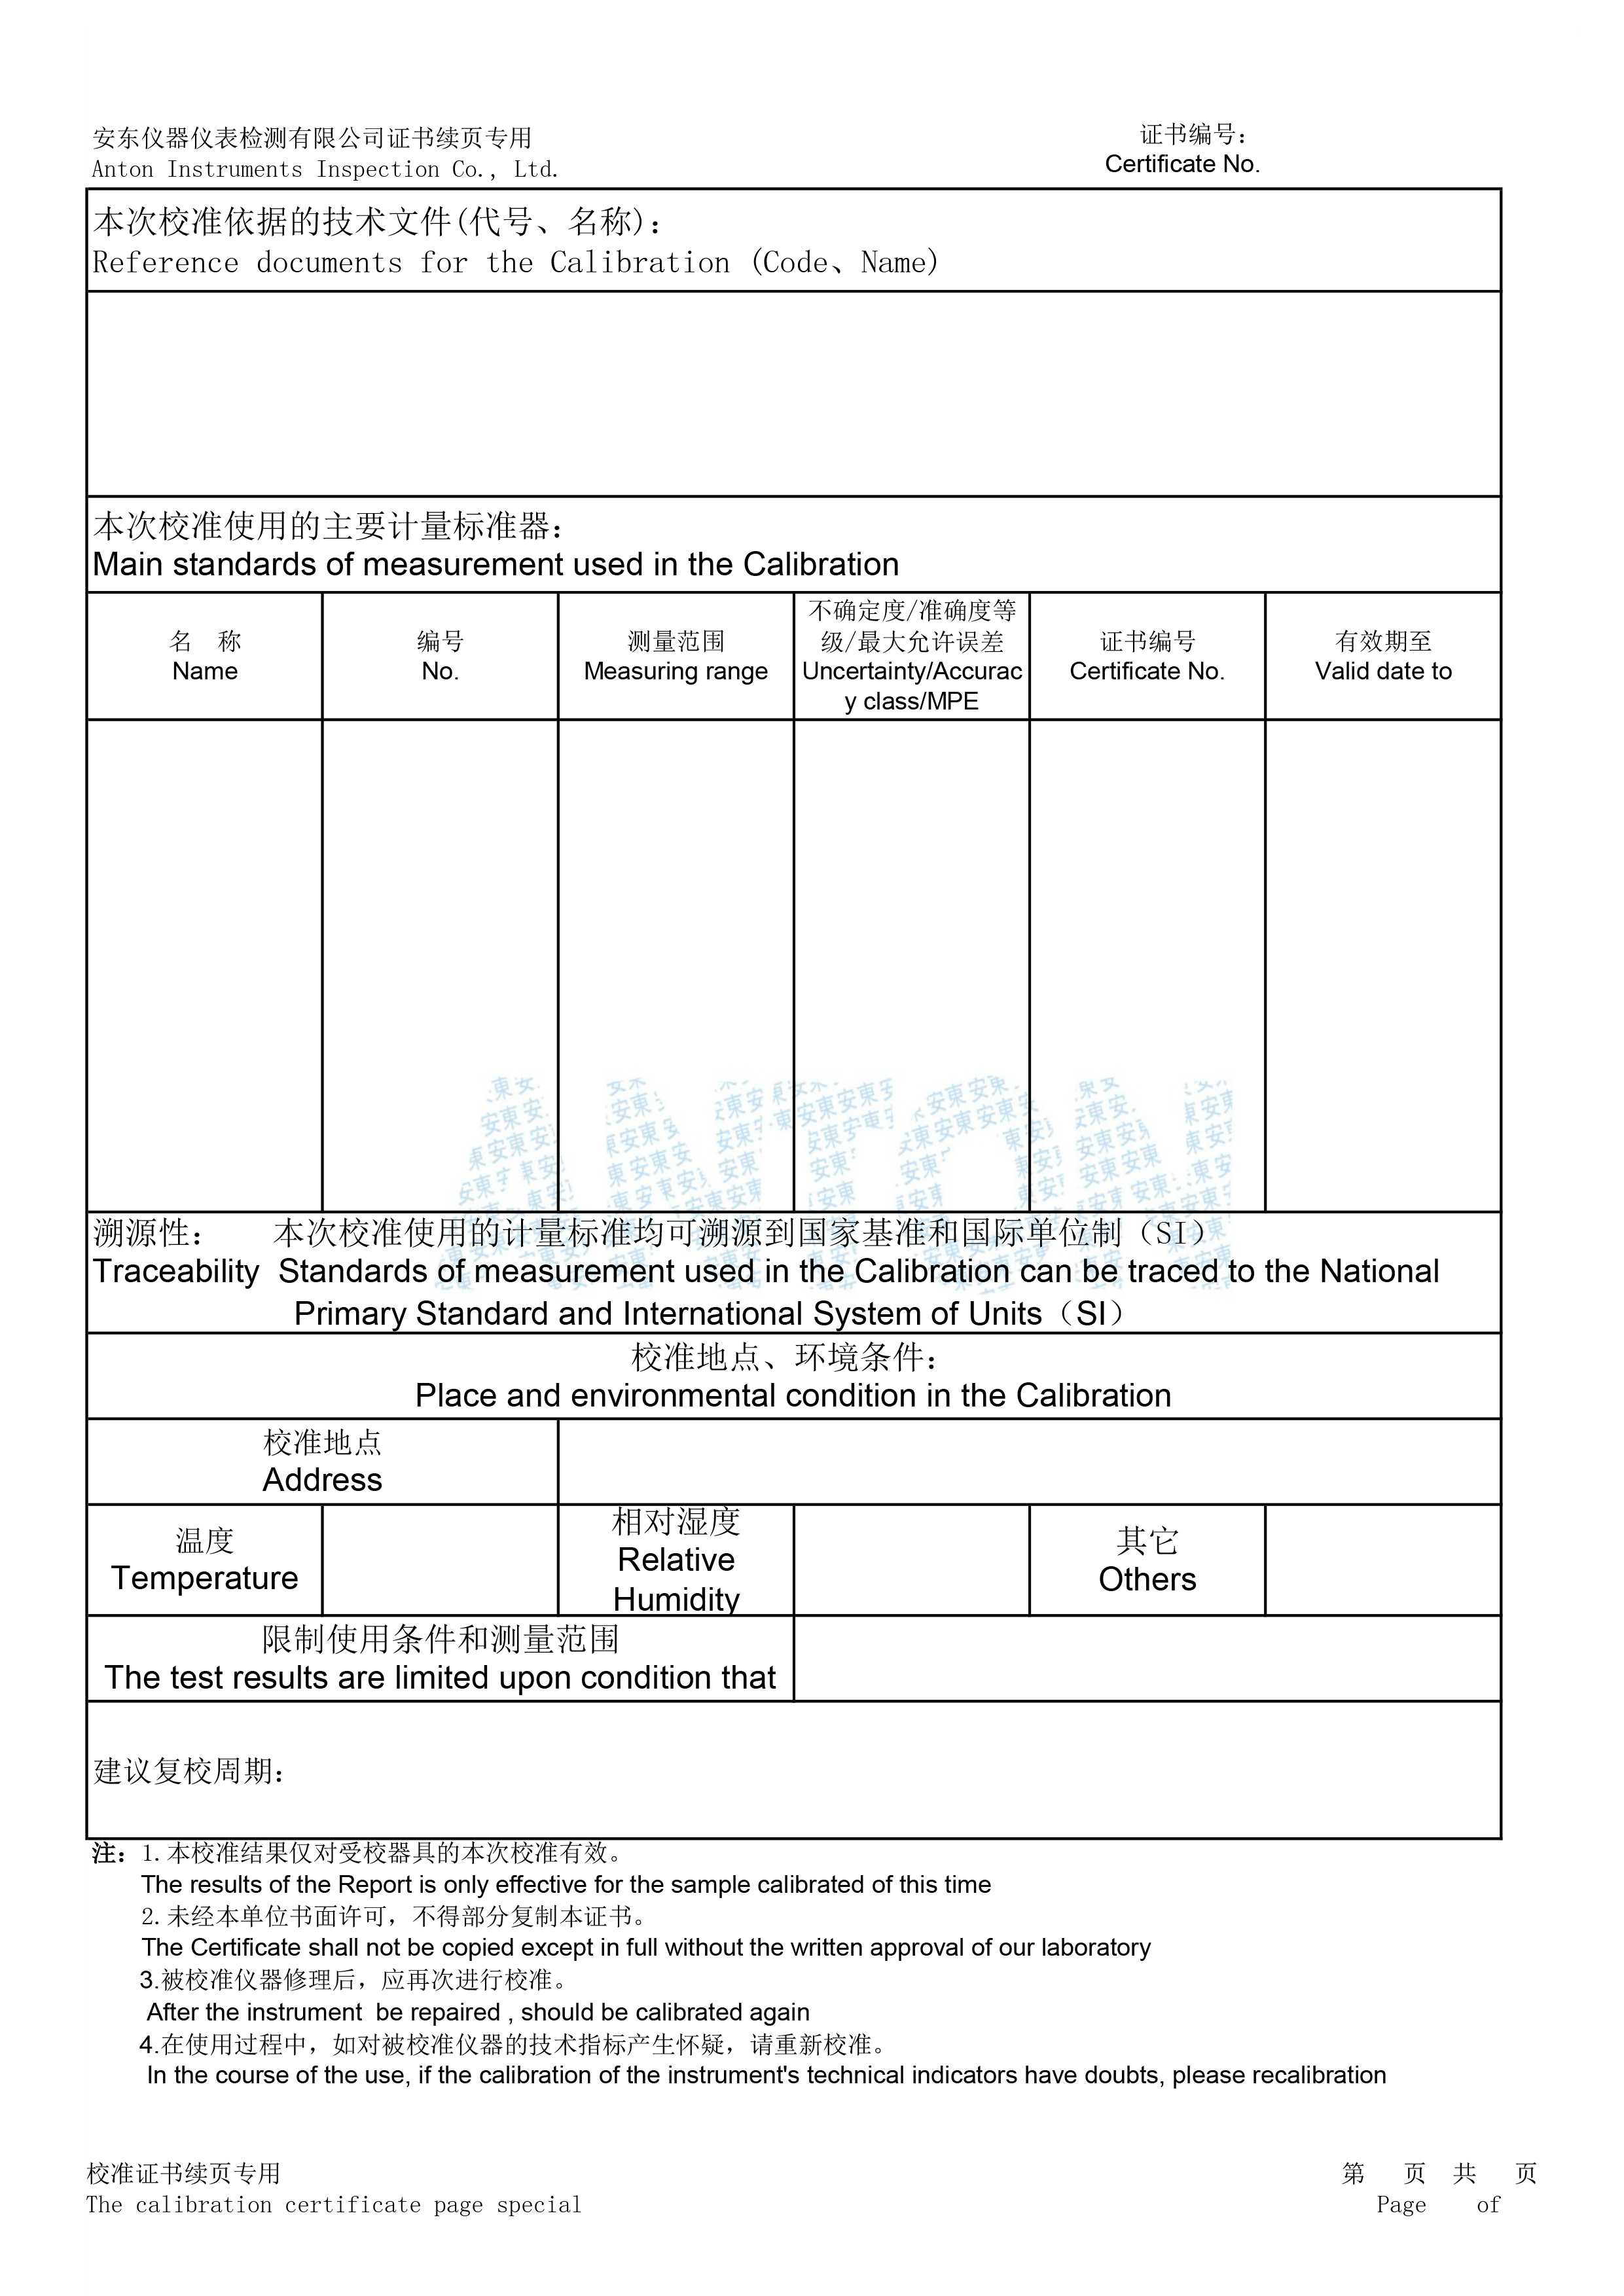 安东仪器仪表检测有限公司证书续页专用
Anton Instruments Inspection Co., Ltd.
证书编号：
Certificate No.
本次校准依据的技术文件(代号、名称)：
Reference documents for the Calibration (Code、Name)
本次校准使用的主要计量标准器：
Main standards of measurement used in the Calibration
名 称
Name
编号
No.
测量范围
Measuring range
不确定度/准确度等
级/最大允许误差
Uncertainty/Accurac
y class/MPE
证书编号
Certificate No.
有效期至
Valid date to
ANTON
溯源性： 本次校准使用的计量标准均可溯源到国家基准和国际单位制（SI）
Traceability Standards of measurement used in the Calibration can be traced to the National
Primary Standard and International System of Units（SI）
校准地点、环境条件：
Place and environmental condition in the Calibration
校准地点
Address
温度
Temperature
相对湿度
Relative
Humidity
其它
Others
限制使用条件和测量范围
The test results are limited upon condition that
建议复校周期：
注：1.本校准结果仅对受校器具的本次校准有效。
The results of the Report is only effective for the sample calibrated of this time
2.未经本单位书面许可，不得部分复制本证书。
The Certificate shall not be copied except in full without the written approval of our laboratory
3.被校准仪器修理后，应再次进行校准。
After the instrument be repaired , should be calibrated again
4.在使用过程中，如对被校准仪器的技术指标产生怀疑，请重新校准。
In the course of the use, if the calibration of the instrument's technical indicators have doubts, please recalibration
校准证书续页专用
The calibration certificate page special
第 页 共 页
Page of